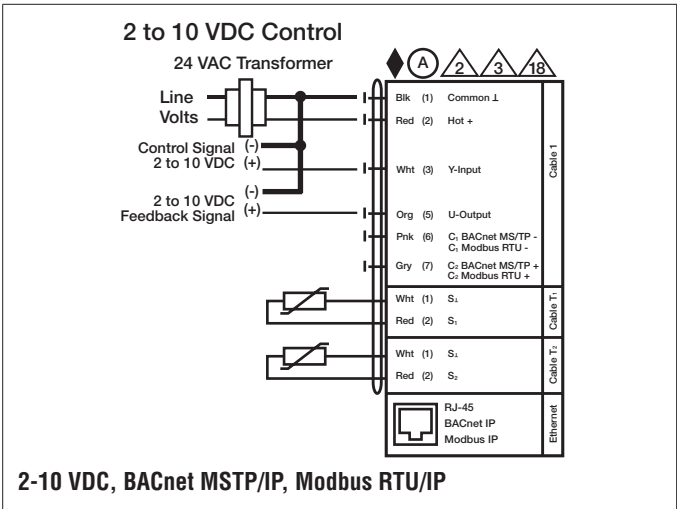 2 to 10 VDC Control
24 VAC Transformer
A 2 3 18
Line
Volts
Blk (1) Common ⊥
Red (2) Hot +
Control Signal (-)
2 to 10 VDC (+)
Wht (3) Y-Input
Cable 1
2 to 10 VDC (-)
Feedback Signal (+)
Org (5) U-Output
Pnk (6) C₁ BACnet MS/TP -
C₁ Modbus RTU -
Gry (7) C₂ BACnet MS/TP +
C₂ Modbus RTU +
Wht (1) S⊥
Red (2) S₁
Cable T₁
Wht (1) S⊥
Red (2) S₂
Cable T₂
RJ-45
BACnet IP
Modbus IP
Ethernet
2-10 VDC, BACnet MSTP/IP, Modbus RTU/IP